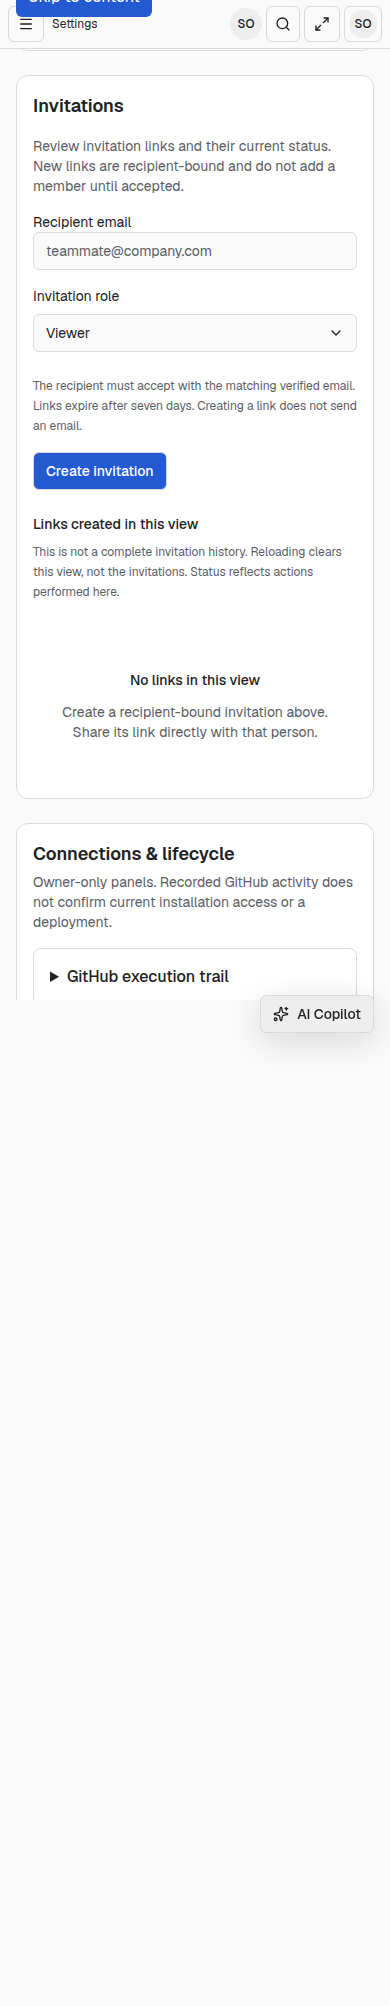 Skip to content
Settings
SO
SO
Invitations
Review invitation links and their current status.
New links are recipient-bound and do not add a
member until accepted.
Recipient email
teammate@company.com
Invitation role
Viewer
The recipient must accept with the matching verified email.
Links expire after seven days. Creating a link does not send
an email.
Create invitation
Links created in this view
This is not a complete invitation history. Reloading clears
this view, not the invitations. Status reflects actions
performed here.
No links in this view
Create a recipient-bound invitation above.
Share its link directly with that person.
Connections & lifecycle
Owner-only panels. Recorded GitHub activity does
not confirm current installation access or a
deployment.
GitHub execution trail
AI Copilot